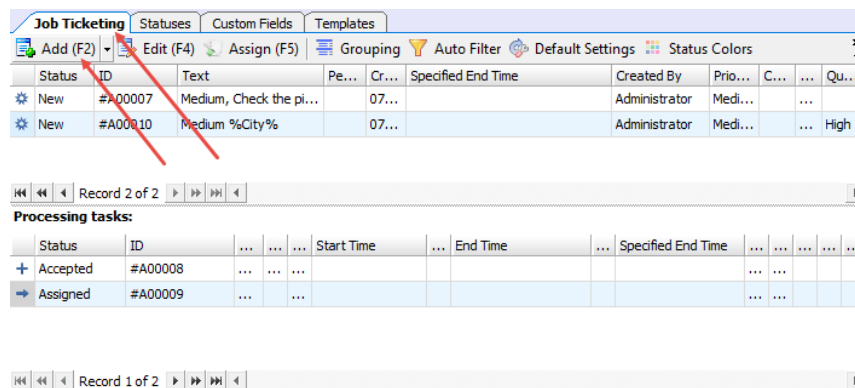 Job Ticketing Statuses Custom Fields Templates
Add (F2) Edit (F4) Assign (F5) Grouping Auto Filter Default Settings Status Colors
Status ID Text Pe... Cr... Specified End Time Created By Prio... C... ... Qu...
New #A00007 Medium, Check the pi... 07... Administrator Medi... ...
New #A00010 Medium %City% 07... Administrator Medi... ... High
Record 2 of 2
Processing tasks:
Status ID ... ... ... Start Time ... End Time ... Specified End Time ... ... ... ... ...
Accepted #A00008 ... ... ... ... ...
Assigned #A00009 ... ... ... ...
Record 1 of 2